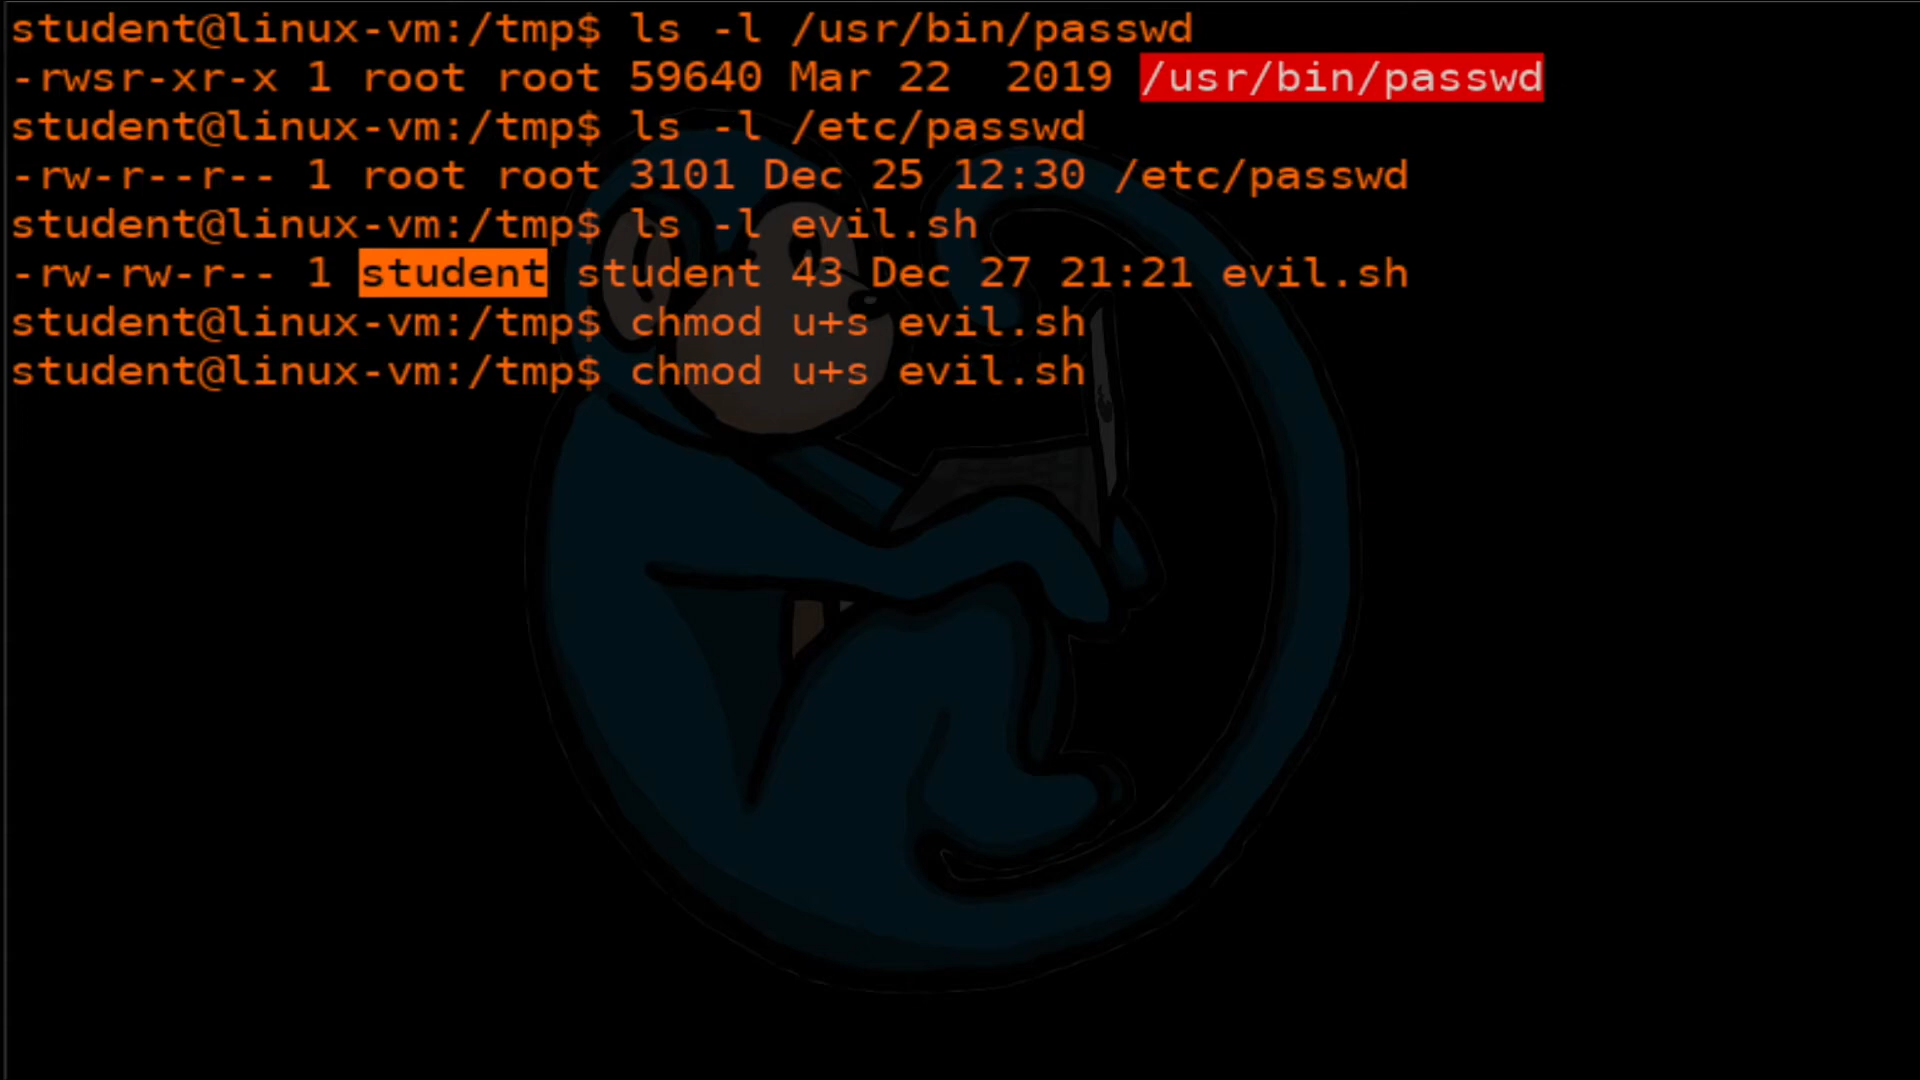 student@linux-vm:/tmp$ ls -l /usr/bin/passwd
-rwsr-xr-x 1 root root 59640 Mar 22  2019 /usr/bin/passwd
student@linux-vm:/tmp$ ls -l /etc/passwd
-rw-r--r-- 1 root root 3101 Dec 25 12:30 /etc/passwd
student@linux-vm:/tmp$ ls -l evil.sh
-rw-rw-r-- 1 student student 43 Dec 27 21:21 evil.sh
student@linux-vm:/tmp$ chmod u+s evil.sh
student@linux-vm:/tmp$ chmod u+s evil.sh